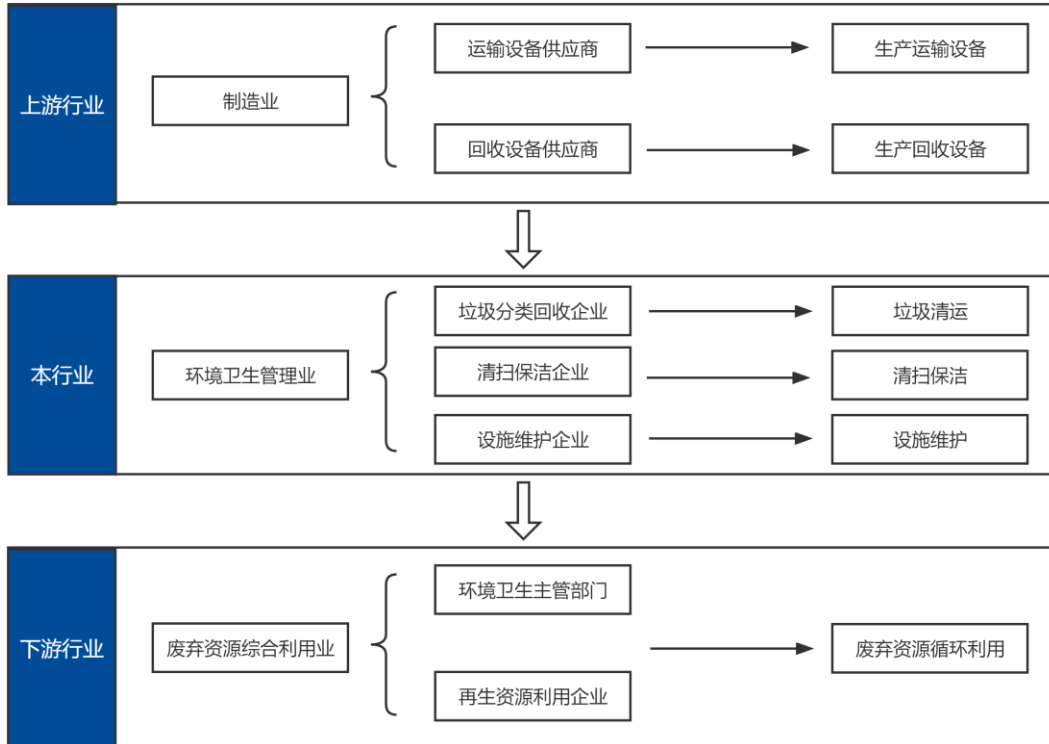 上游行业
制造业
运输设备供应商
生产运输设备
回收设备供应商
生产回收设备
本行业
环境卫生管理业
垃圾分类回收企业
垃圾清运
清扫保洁企业
清扫保洁
设施维护企业
设施维护
下游行业
废弃资源综合利用业
环境卫生主管部门
再生资源利用企业
废弃资源循环利用